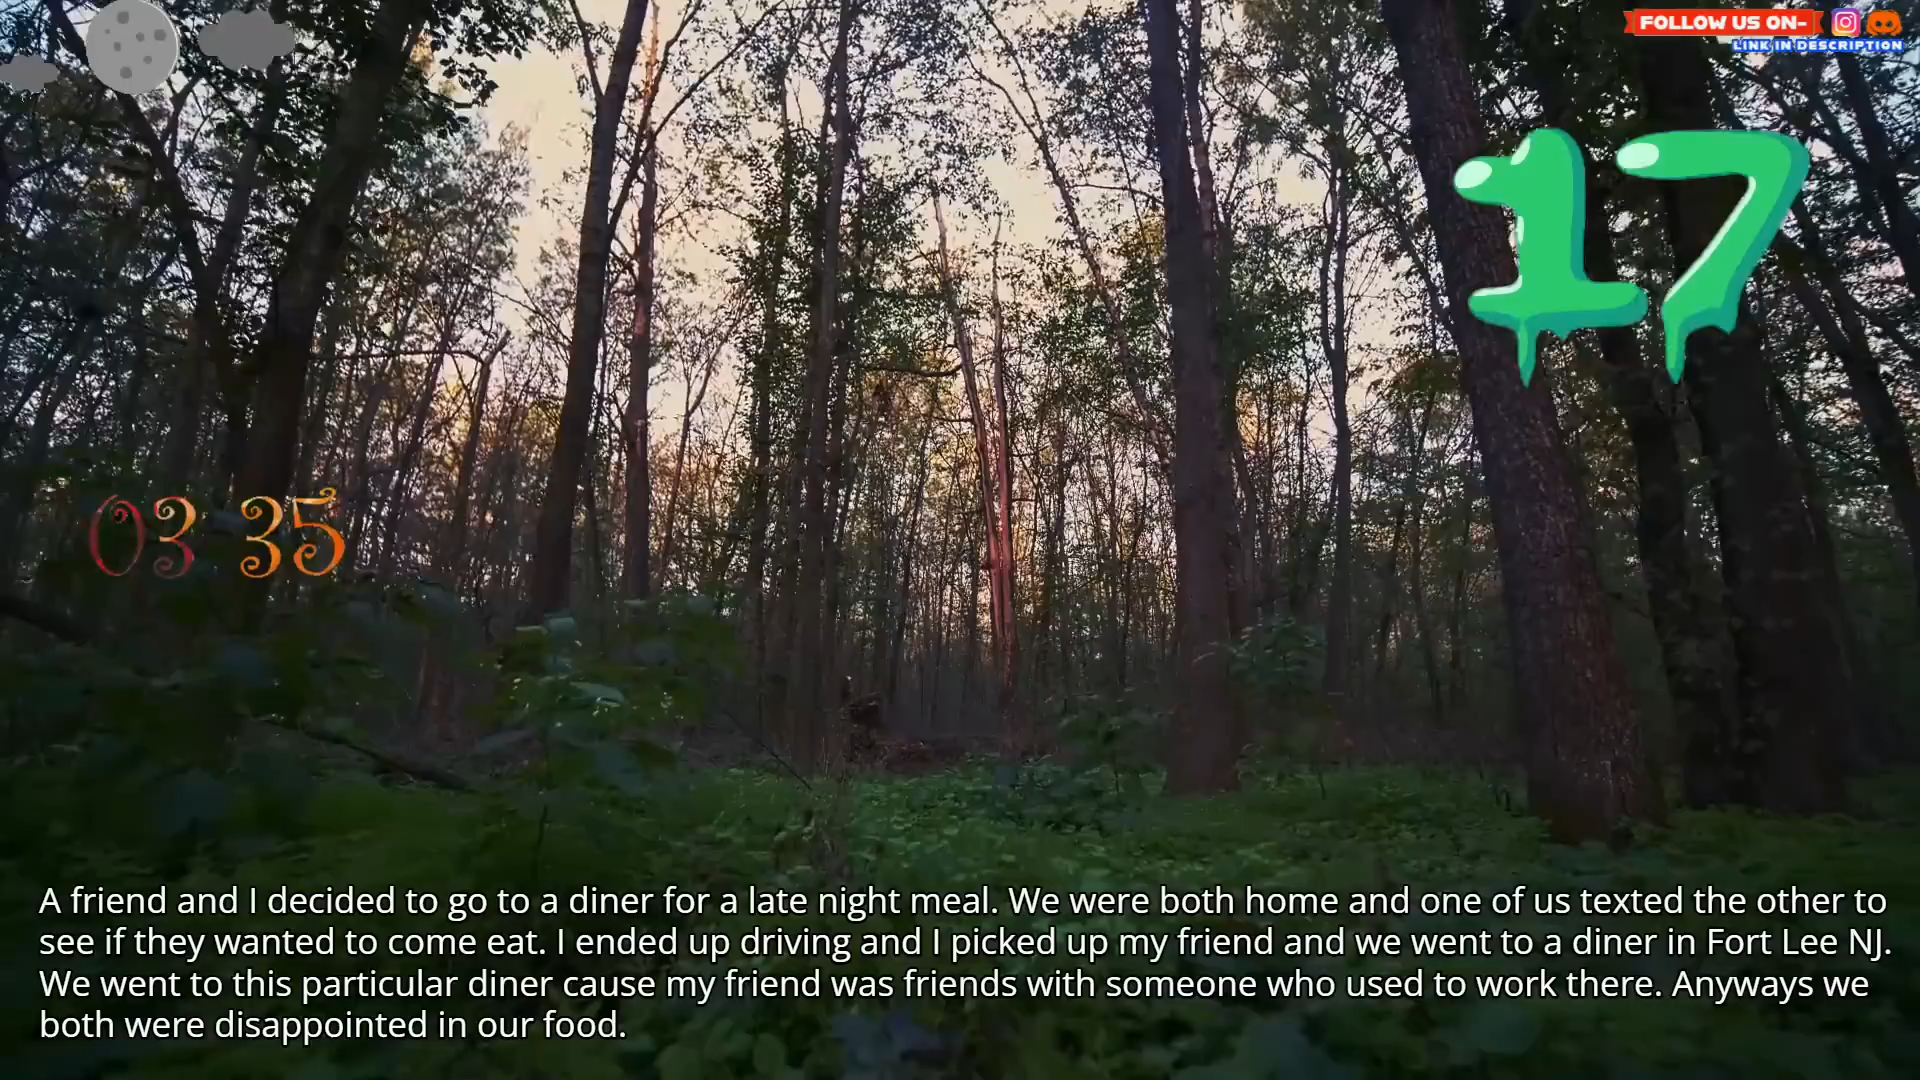 FOLLOW US ON-
LINK IN DESCRIPTION
17
03 35
A friend and I decided to go to a diner for a late night meal. We were both home and one of us texted the other to
see if they wanted to come eat. I ended up driving and I picked up my friend and we went to a diner in Fort Lee NJ.
We went to this particular diner cause my friend was friends with someone who used to work there. Anyways we
both were disappointed in our food.